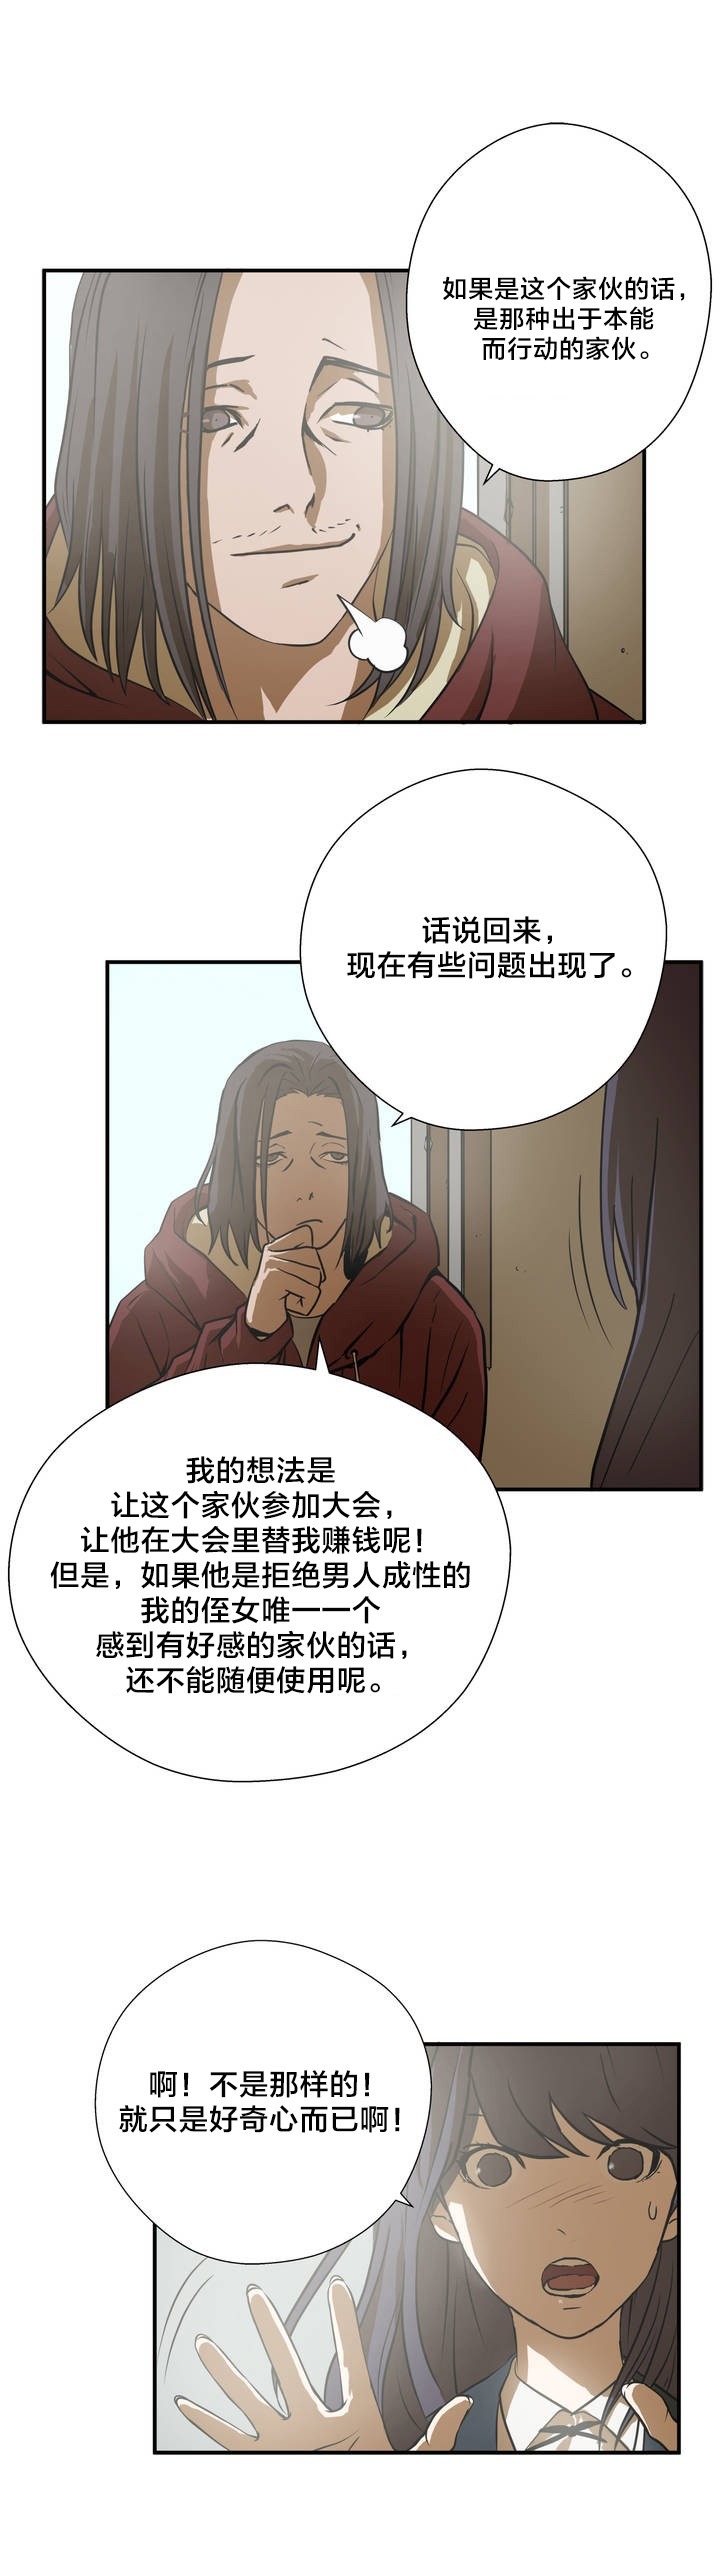 如果是这个家伙的话，
是那种出于本能
而行动的家伙。
话说回来，
现在有些问题出现了。
我的想法是
让这个家伙参加大会，
让他在大会里替我赚钱呢！
但是，如果他是拒绝男人成性的
我的侄女唯一一个
感到有好感的家伙的话，
还不能随便使用呢。
啊！不是那样的！
就只是好奇心而已啊！